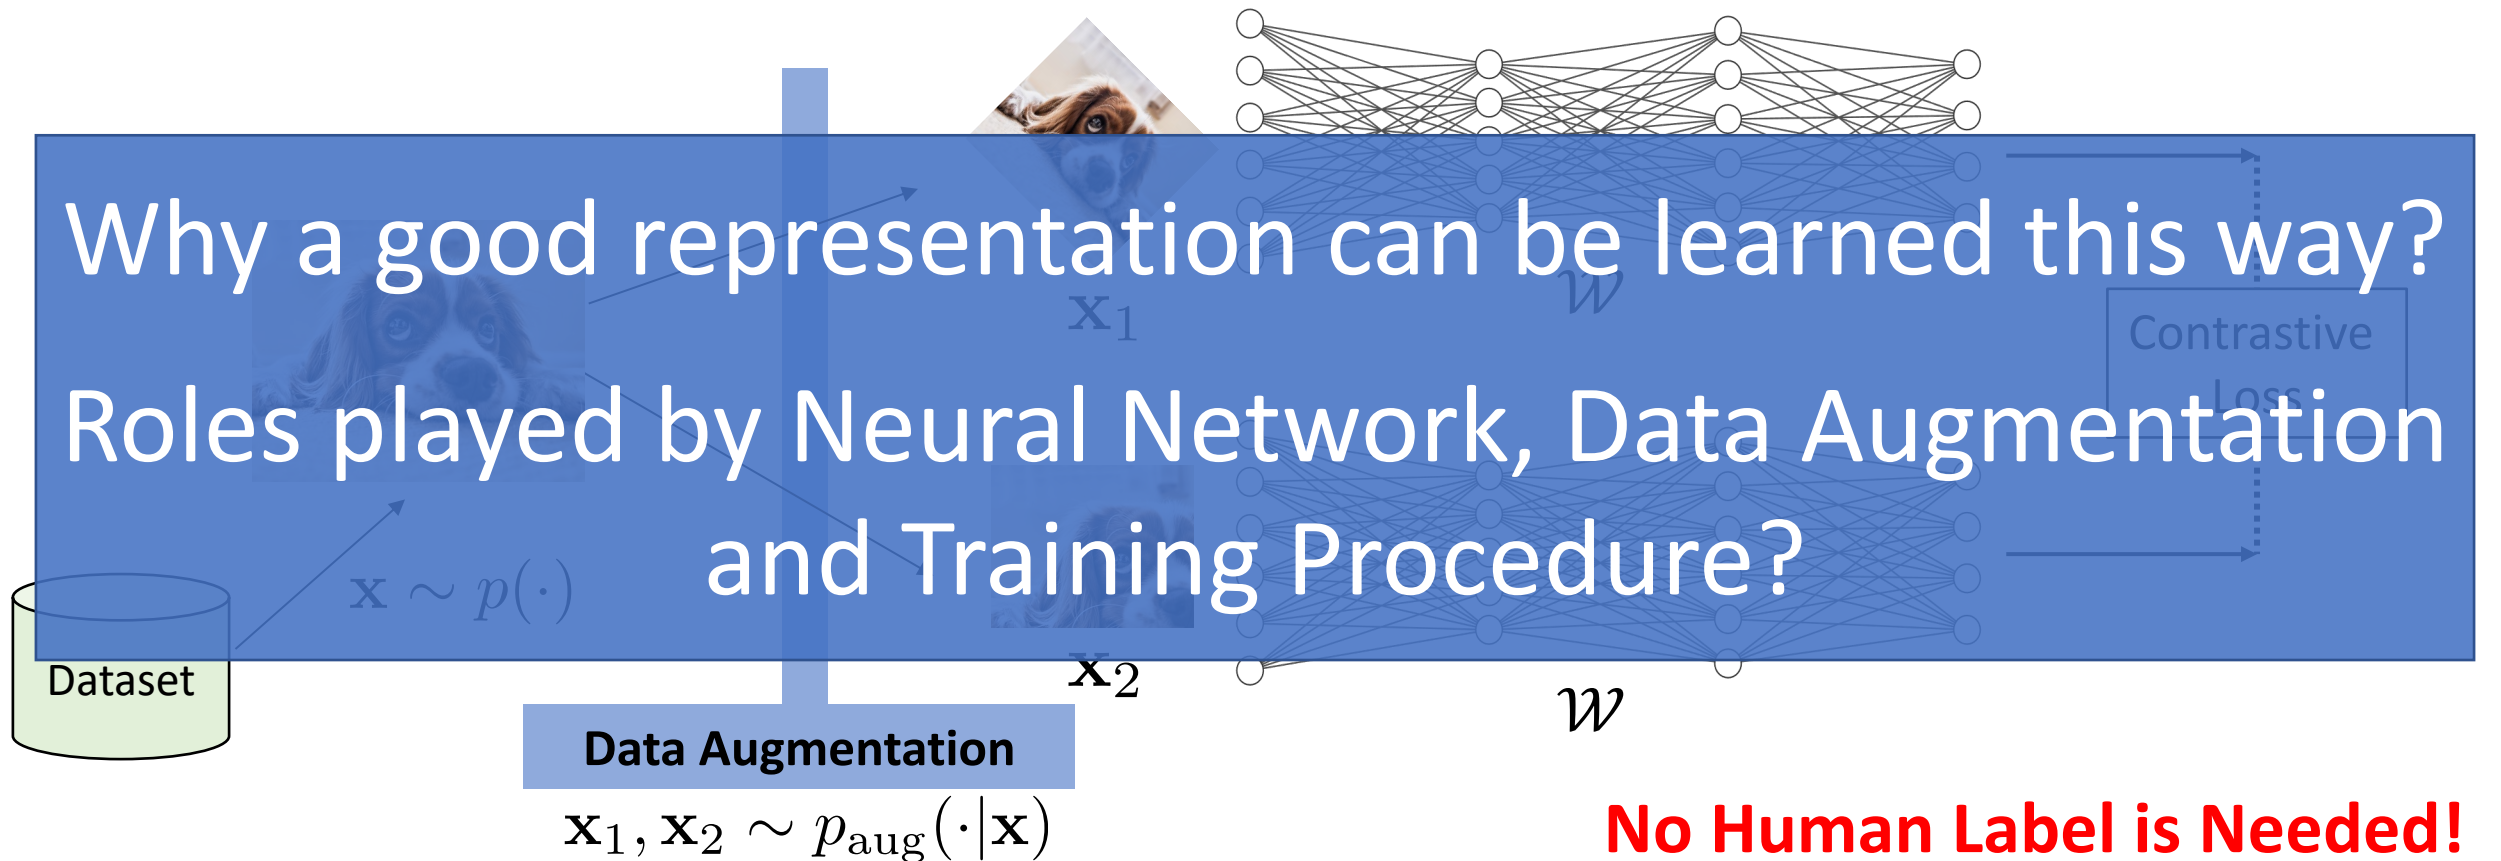 Why a good representation can be learned this way?
𝐱₁
𝒲
Contrastive
Loss
Roles played by Neural Network, Data Augmentation
and Training Procedure?
𝐱 ∼ p(·)
Dataset
𝐱₂
𝒲
Data Augmentation
𝐱₁, 𝐱₂ ∼ p_aug(·|𝐱)
No Human Label is Needed!